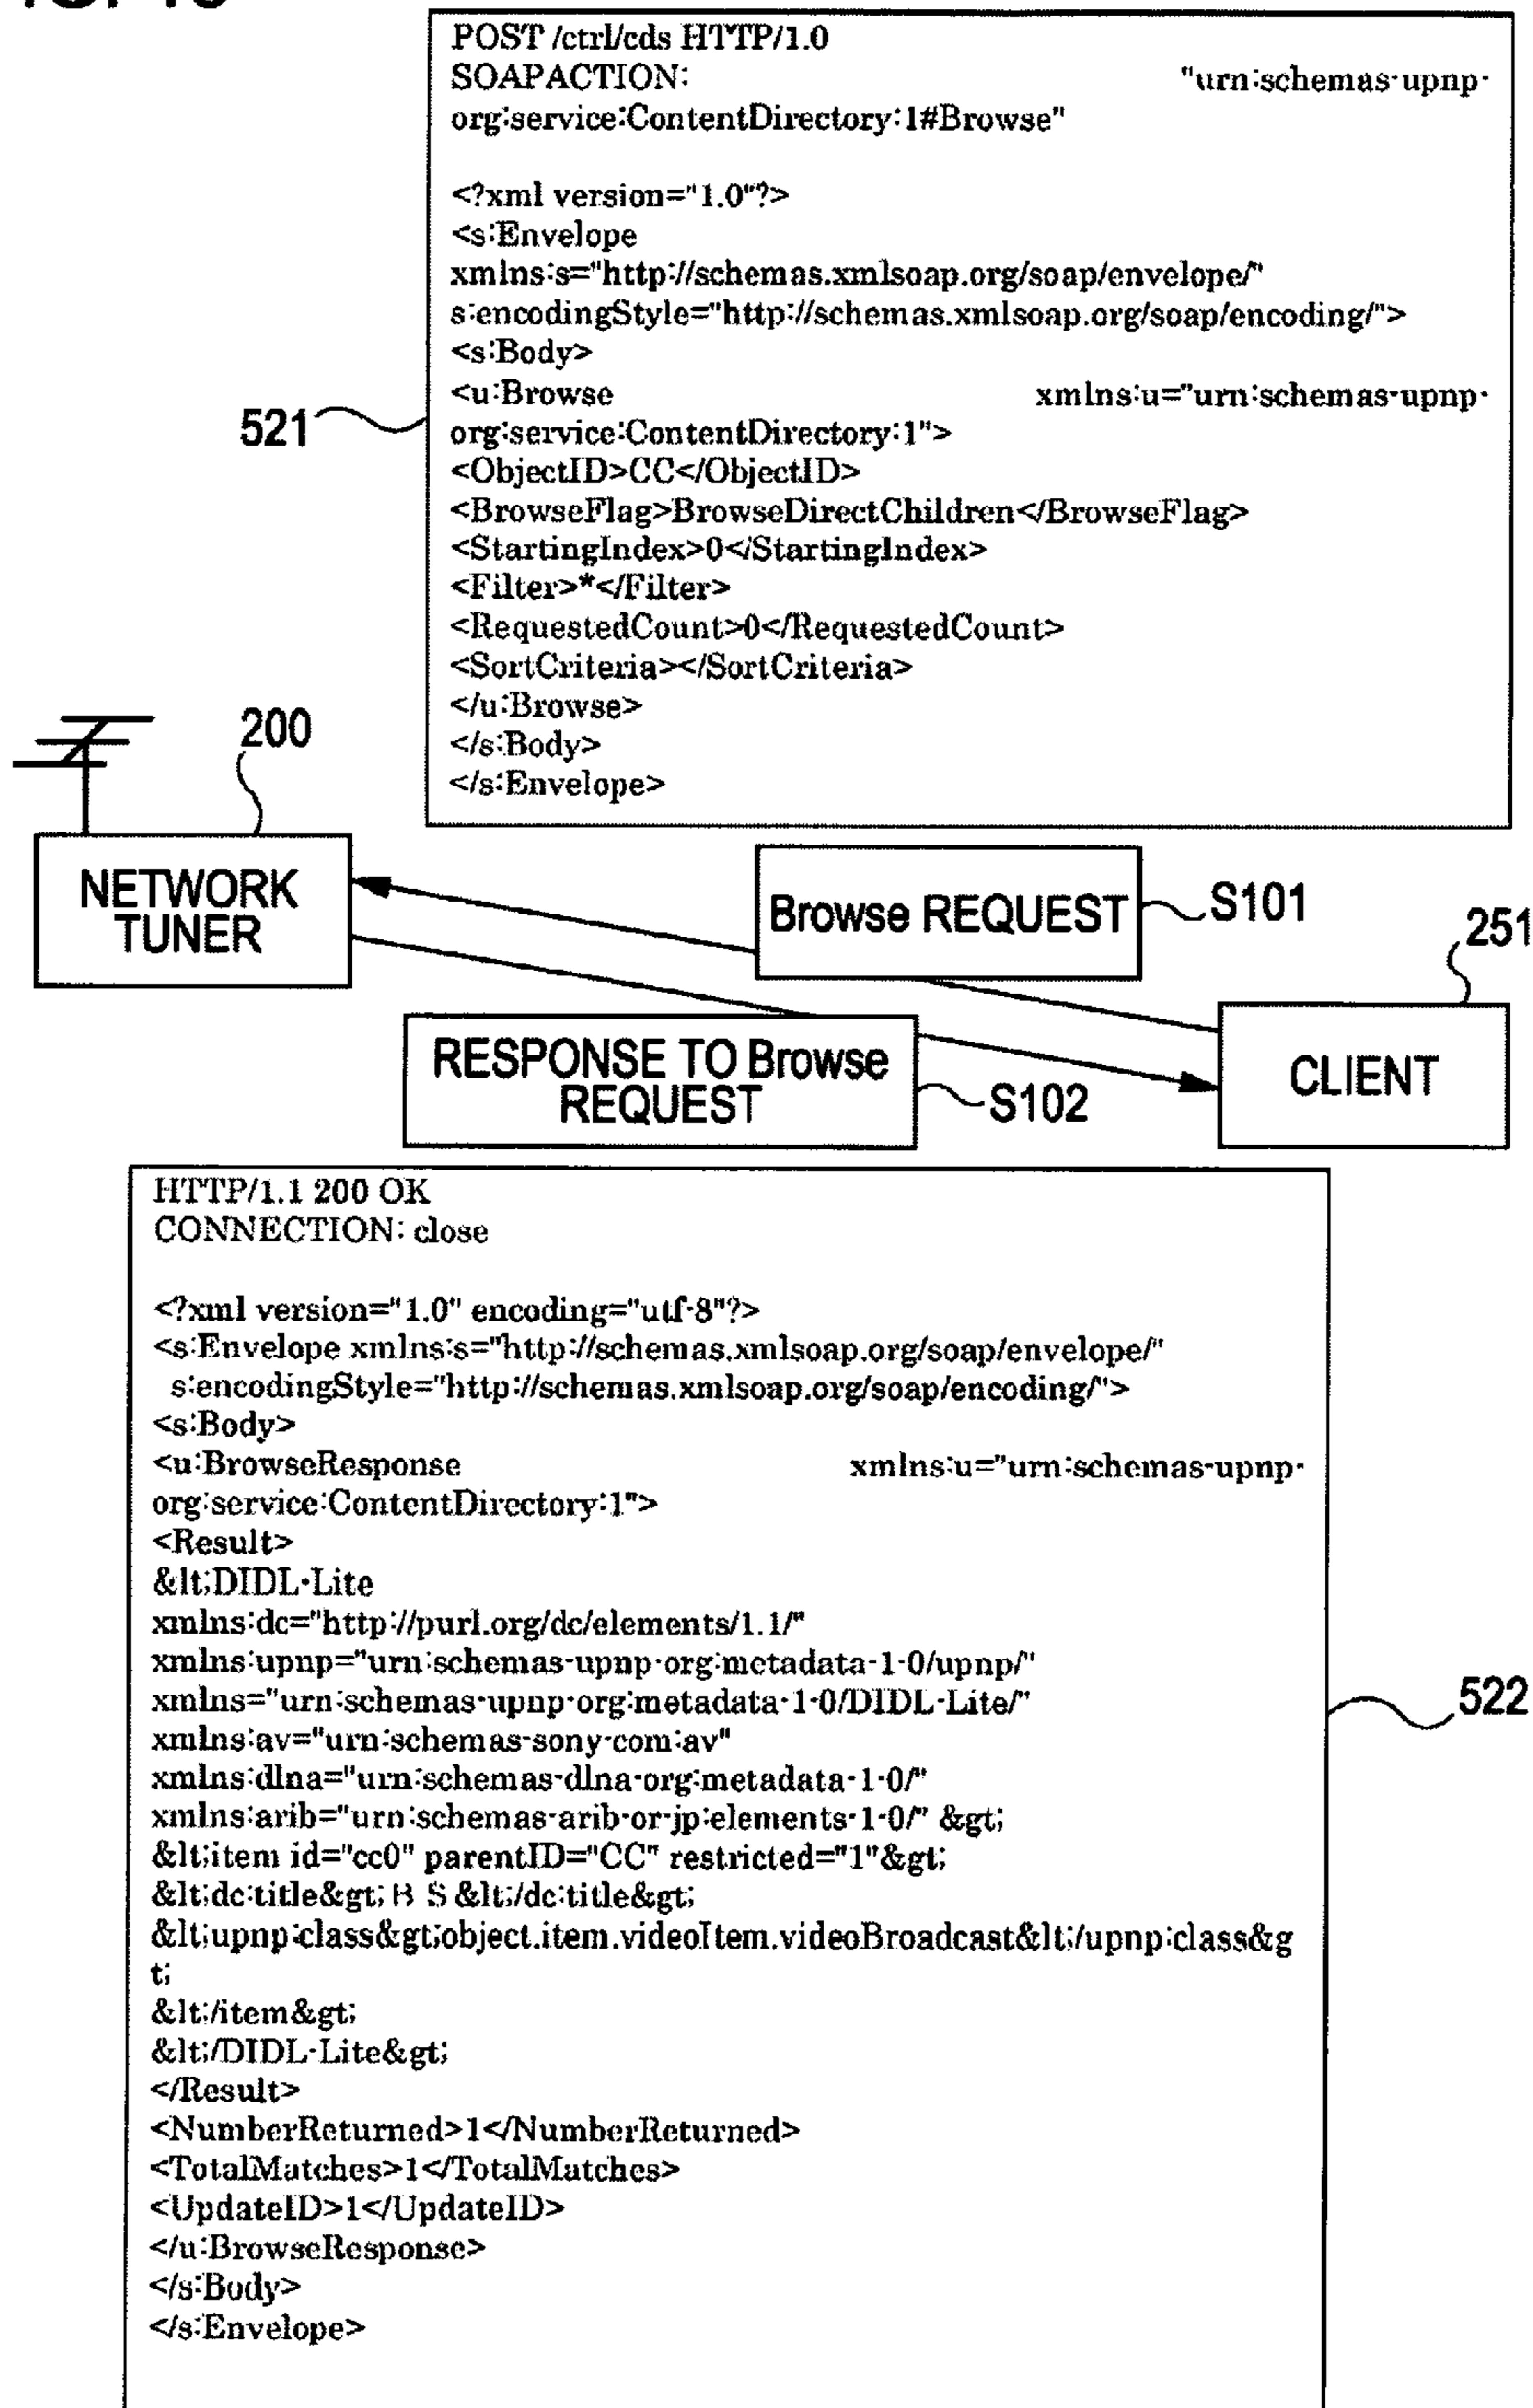 POST /ctrl/cds HTTP/1.0
SOAPACTION: "urn:schemas-upnp-
org:service:ContentDirectory:1#Browse"
<?xml version="1.0"?>
<s:Envelope
xmlns:s="http://schemas.xmlsoap.org/soap/envelope/"
s:encodingStyle="http://schemas.xmlsoap.org/soap/encoding/">
<s:Body>
<u:Browse xmlns:u="urn:schemas-upnp-
org:service:ContentDirectory:1">
<ObjectID>CC</ObjectID>
<BrowseFlag>BrowseDirectChildren</BrowseFlag>
<StartingIndex>0</StartingIndex>
<Filter>*</Filter>
<RequestedCount>0</RequestedCount>
<SortCriteria></SortCriteria>
</u:Browse>
</s:Body>
</s:Envelope>
521
200
NETWORK
TUNER
Browse REQUEST
S101
251
RESPONSE TO Browse
REQUEST
S102
CLIENT
HTTP/1.1 200 OK
CONNECTION: close
<?xml version="1.0" encoding="utf-8"?>
<s:Envelope xmlns:s="http://schemas.xmlsoap.org/soap/envelope/"
s:encodingStyle="http://schemas.xmlsoap.org/soap/encoding/">
<s:Body>
<u:BrowseResponse xmlns:u="urn:schemas-upnp-
org:service:ContentDirectory:1">
<Result>
&lt;DIDL-Lite
xmlns:dc="http://purl.org/dc/elements/1.1/"
xmlns:upnp="urn:schemas-upnp-org:metadata-1-0/upnp/"
xmlns="urn:schemas-upnp-org:metadata-1-0/DIDL-Lite/"
xmlns:av="urn:schemas-sony-com:av"
xmlns:dlna="urn:schemas-dlna-org:metadata-1-0/"
xmlns:arib="urn:schemas-arib-or-jp:elements-1-0/" &gt;
&lt;item id="cc0" parentID="CC" restricted="1"&gt;
&lt;dc:title&gt; B S &lt;/dc:title&gt;
&lt;upnp:class&gt;object.item.videoItem.videoBroadcast&lt;/upnp:class&g
t;
&lt;/item&gt;
&lt;/DIDL-Lite&gt;
</Result>
<NumberReturned>1</NumberReturned>
<TotalMatches>1</TotalMatches>
<UpdateID>1</UpdateID>
</u:BrowseResponse>
</s:Body>
</s:Envelope>
522